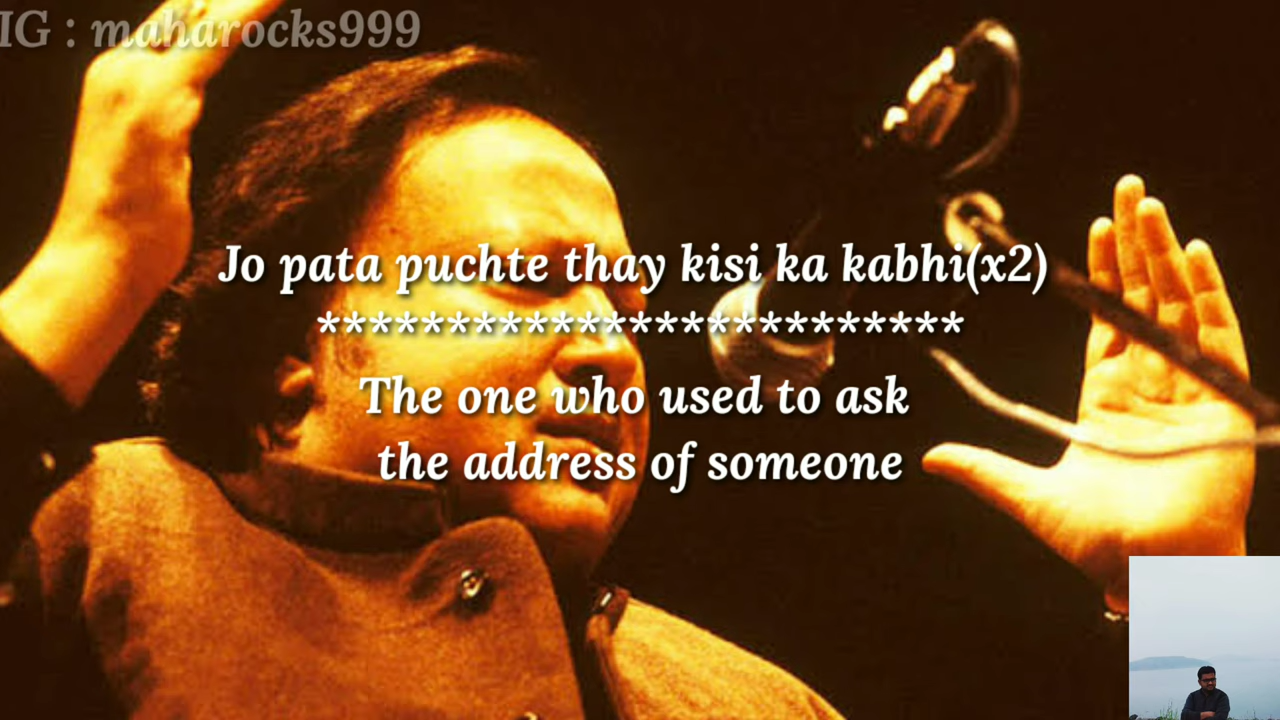 IG : maharocks999
Jo pata puchte thay kisi ka kabhi(x2)
*************************
The one who used to ask
the address of someone